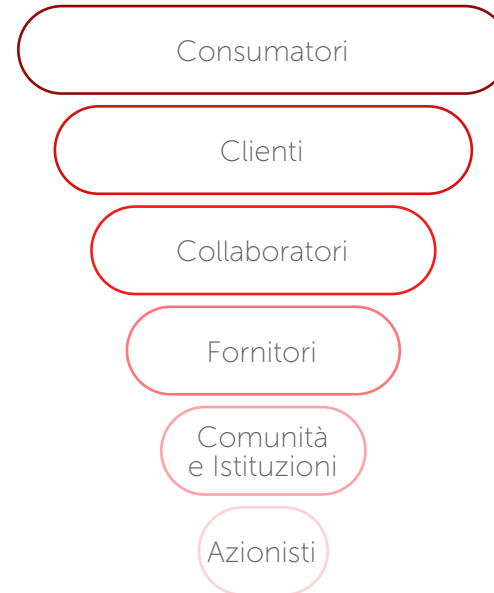 Consumatori
Clienti
Collaboratori
Fornitori
Comunità
e Istituzioni
Azionisti